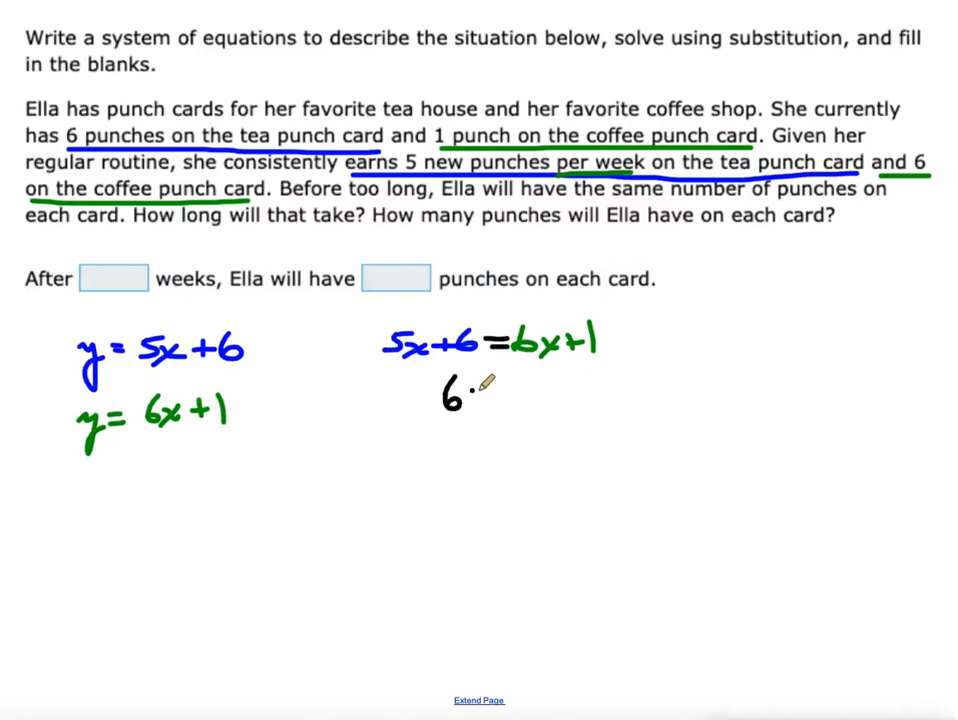 Write a system of equations to describe the situation below, solve using substitution, and fill
in the blanks.
Ella has punch cards for her favorite tea house and her favorite coffee shop. She currently
has 6 punches on the tea punch card and 1 punch on the coffee punch card. Given her
regular routine, she consistently earns 5 new punches per week on the tea punch card and 6
on the coffee punch card. Before too long, Ella will have the same number of punches on
each card. How long will that take? How many punches will Ella have on each card?
After weeks, Ella will have punches on each card.
y = 5x+6
5x+6=6x+1
6
y = 6x+1
Extend Page